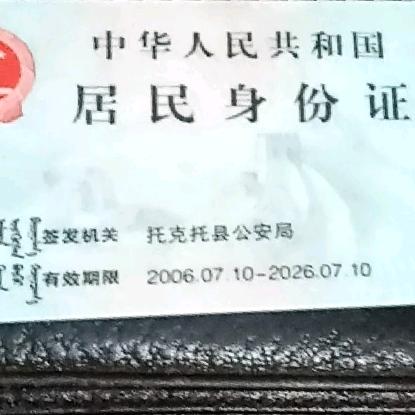 中华人民共和国
居民身份证
签发机关 托克托县公安局
有效期限 2006.07.10-2026.07.10